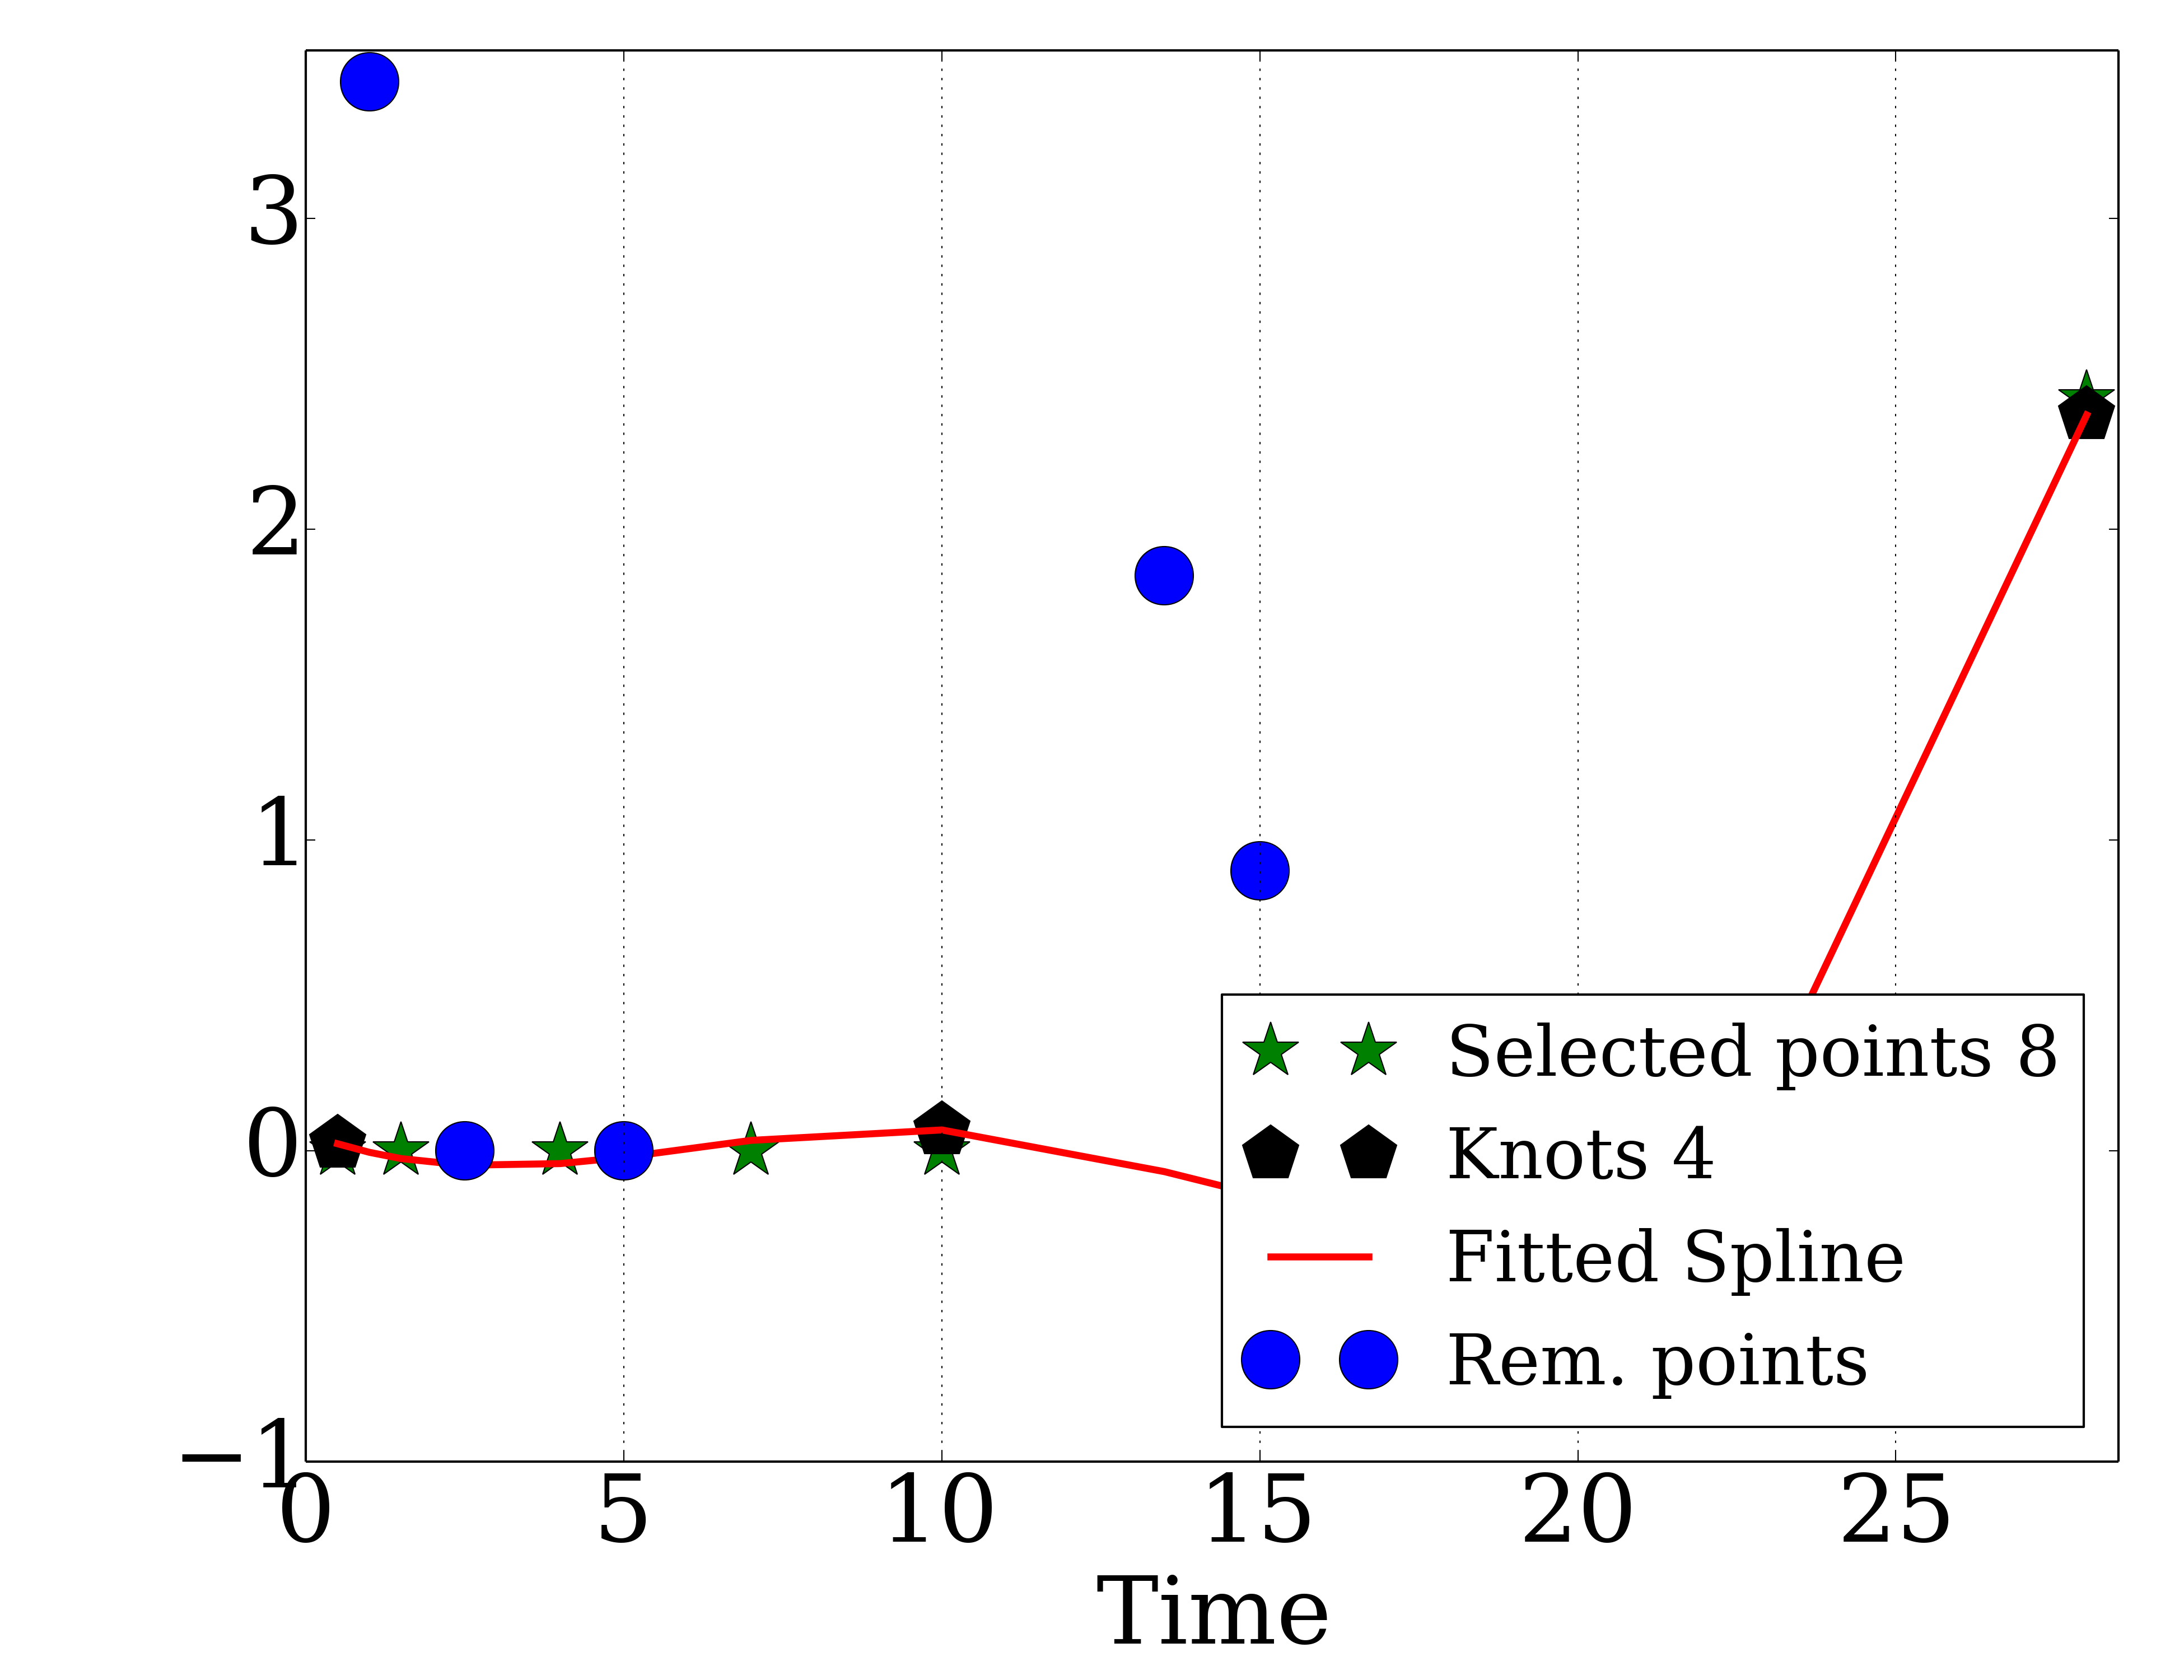 3
2
1
0
−1
0 5 10 15 20 25
Time
Selected points 8
Knots 4
Fitted Spline
Rem. points